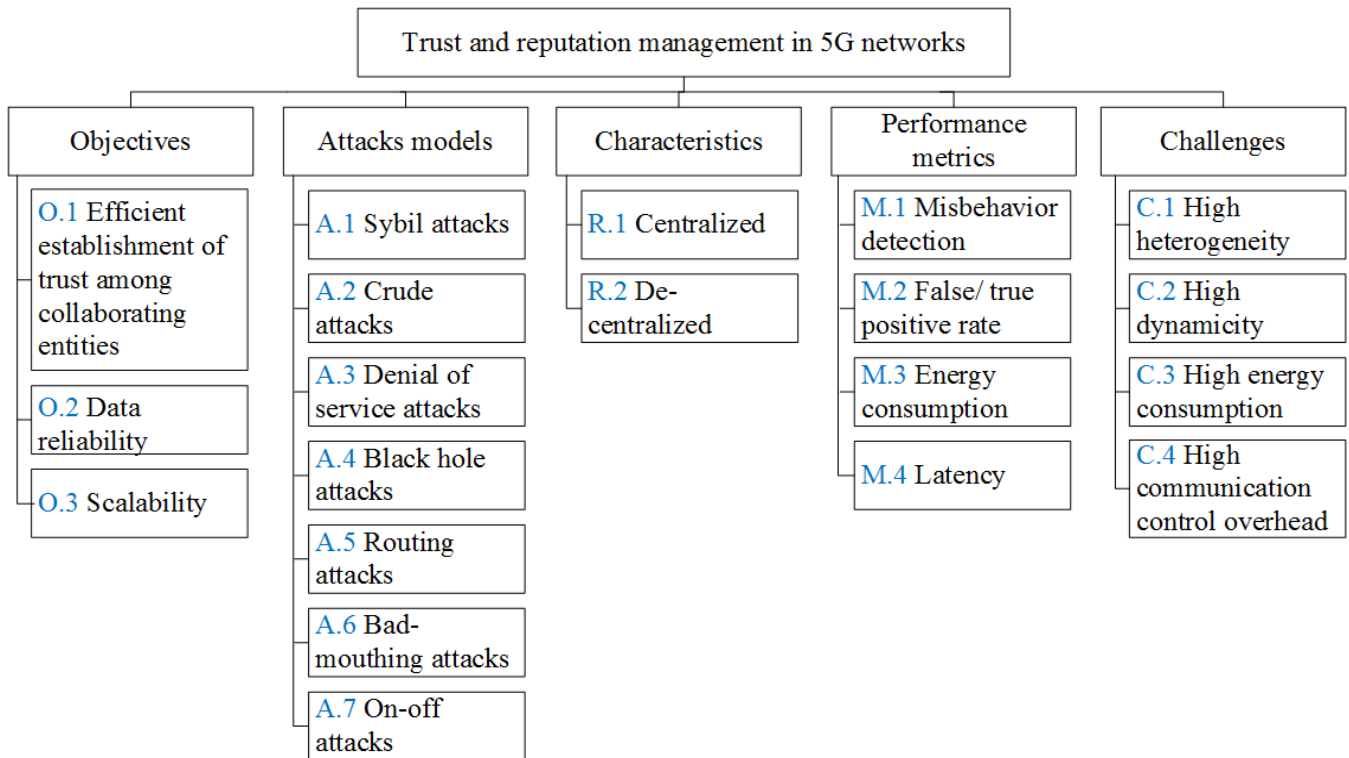 Trust and reputation management in 5G networks
Objectives
O.1 Efficient
establishment of
trust among
collaborating
entities
O.2 Data
reliability
O.3 Scalability
Attacks models
A.1 Sybil attacks
A.2 Crude
attacks
A.3 Denial of
service attacks
A.4 Black hole
attacks
A.5 Routing
attacks
A.6 Bad-
mouthing attacks
A.7 On-off
attacks
Characteristics
R.1 Centralized
R.2 De-
centralized
Performance
metrics
M.1 Misbehavior
detection
M.2 False/ true
positive rate
M.3 Energy
consumption
M.4 Latency
Challenges
C.1 High
heterogeneity
C.2 High
dynamicity
C.3 High energy
consumption
C.4 High
communication
control overhead